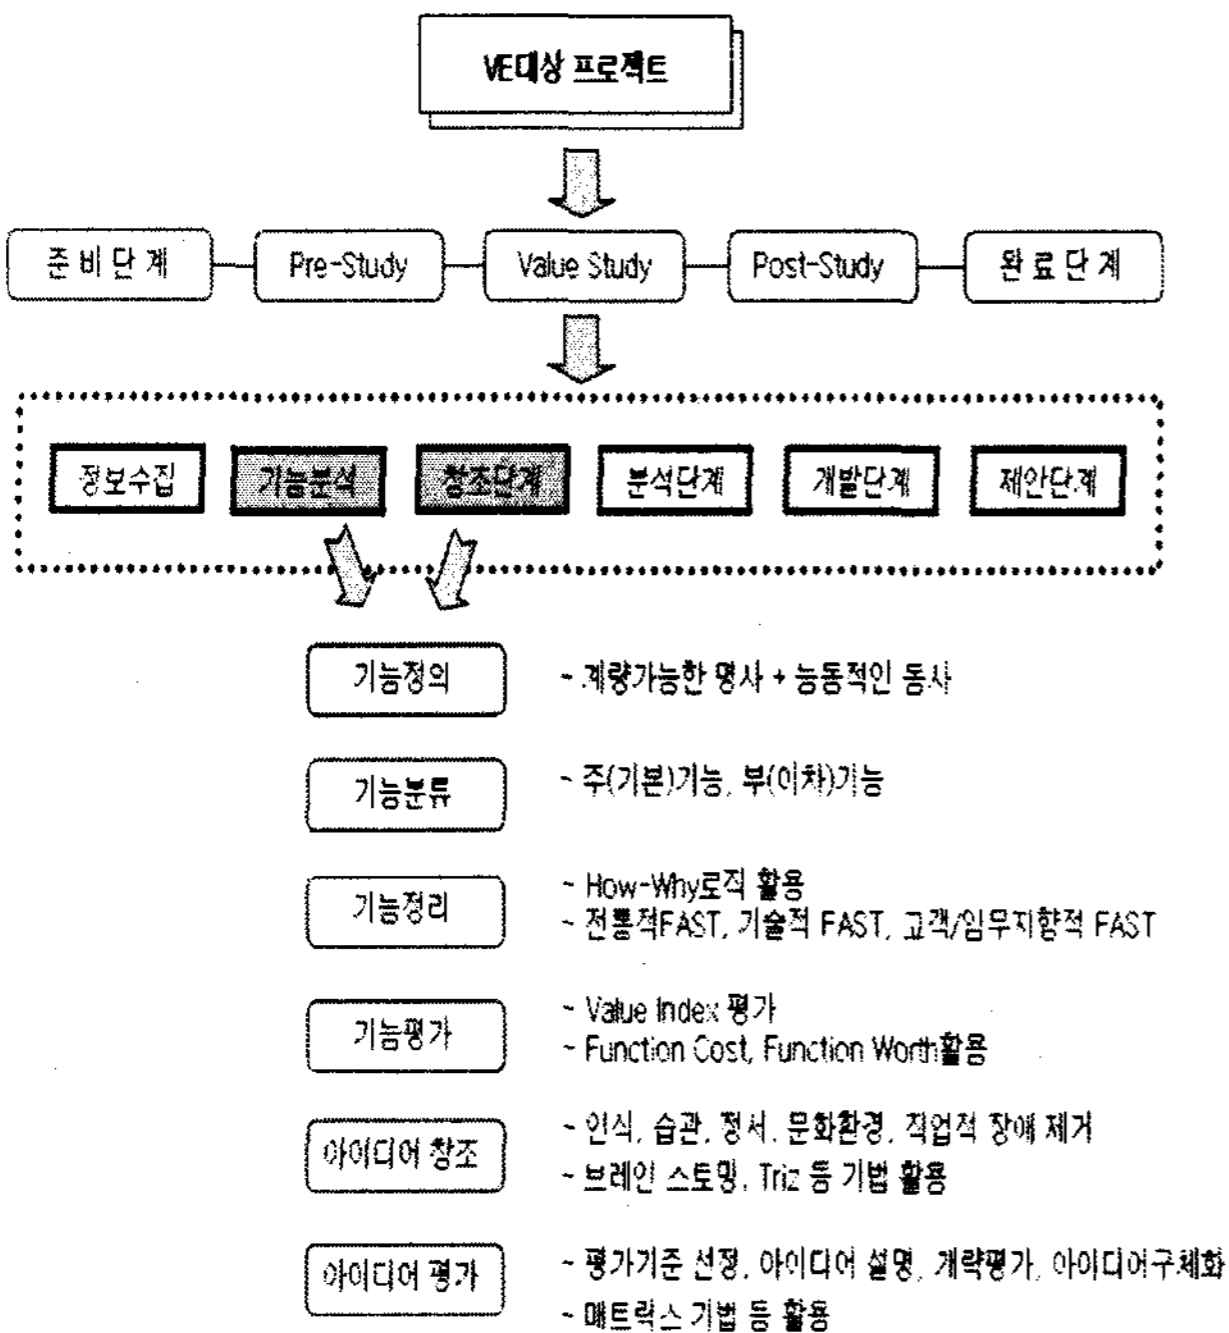 VE대상 프로젝트
준 비 단 계
Pre-Study
Value Study
Post-Study
완 료 단 계
정보수집
기능분석
창조단계
분석단계
개발단계
제안단계
기능정의
~ 계량가능한 명사 + 능동적인 동사
기능분류
~ 주(기본)기능, 부(이차)기능
기능정리
~ How-Why로직 활용
~ 전통적FAST, 기술적 FAST, 고객/임무지향적 FAST
기능평가
~ Value Index 평가
~ Function Cost, Function Worth활용
아이디어 창조
~ 인식, 습관, 정서, 문화환경, 직업적 장애 제거
~ 브레인 스토밍, Triz 등 기법 활용
아이디어 평가
~ 평가기준 선정, 아이디어 설명, 개략평가, 아이디어구체화
~ 매트릭스 기법 등 활용